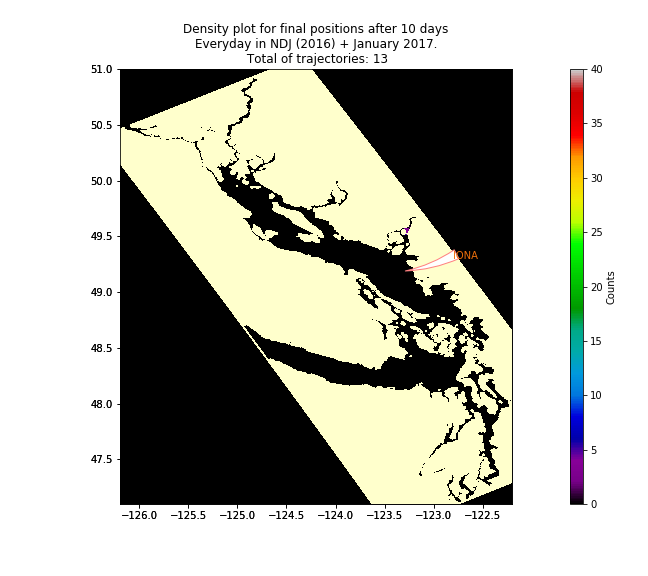 Density plot for final positions after 10 days
Everyday in NDJ (2016) + January 2017.
Total of trajectories: 13
51.0
50.5
50.0
49.5
49.0
48.5
48.0
47.5
−126.0 −125.5 −125.0 −124.5 −124.0 −123.5 −123.0 −122.5
IONA
40
35
30
25
20
15
10
5
0
Counts